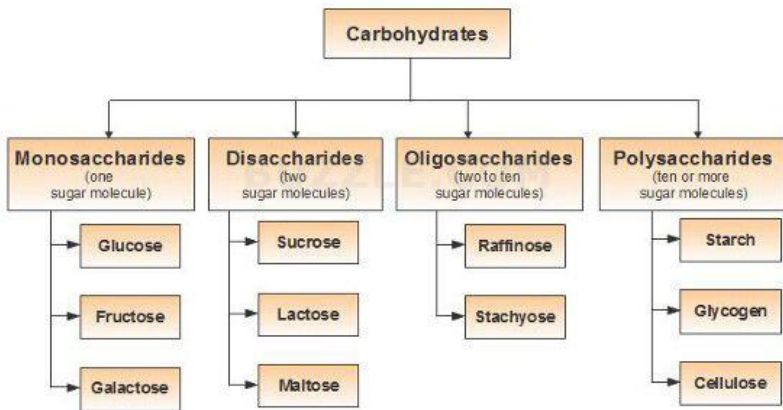 Carbohydrates
Monosaccharides
(one
sugar molecule)
Glucose
Fructose
Galactose
Disaccharides
(two
sugar molecules)
Sucrose
Lactose
Maltose
Oligosaccharides
(two to ten
sugar molecules)
Raffinose
Stachyose
Polysaccharides
(ten or more
sugar molecules)
Starch
Glycogen
Cellulose